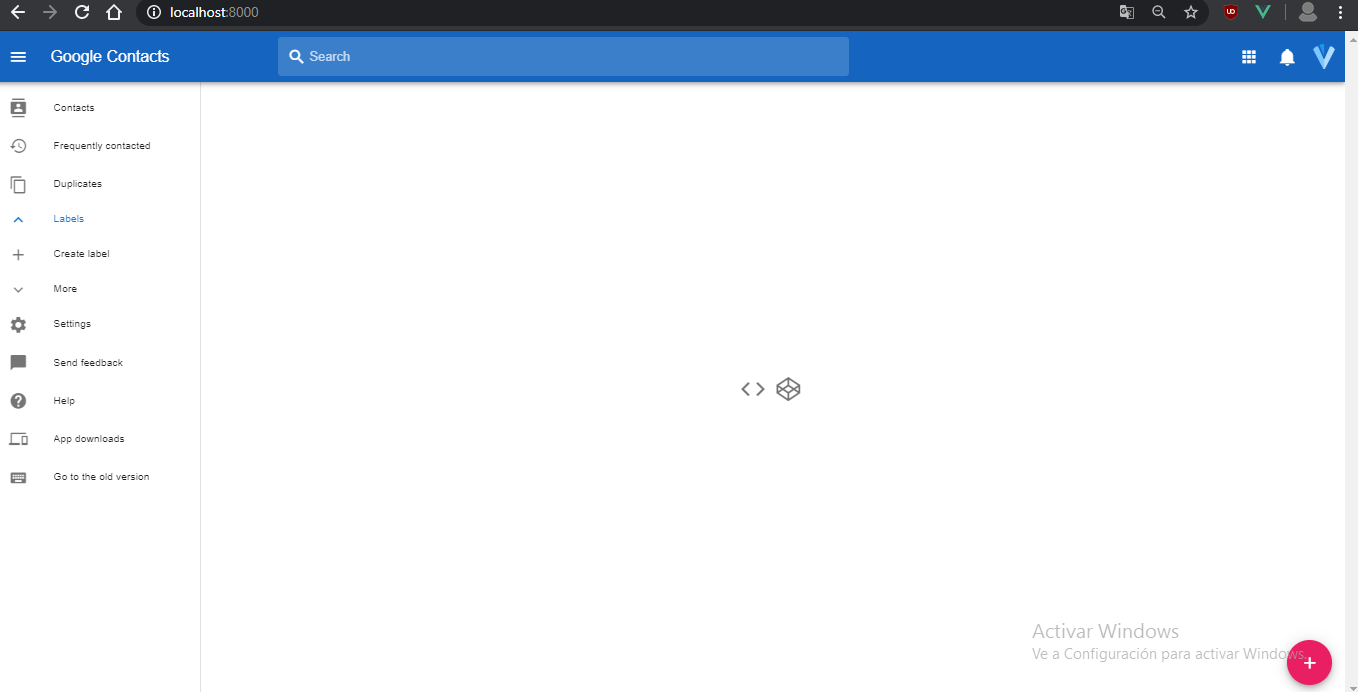 localhost:8000
Google Contacts
Search
Contacts
Frequently contacted
Duplicates
Labels
Create label
More
Settings
Send feedback
Help
App downloads
Go to the old version
Activar Windows
Ve a Configuración para activar Windows.